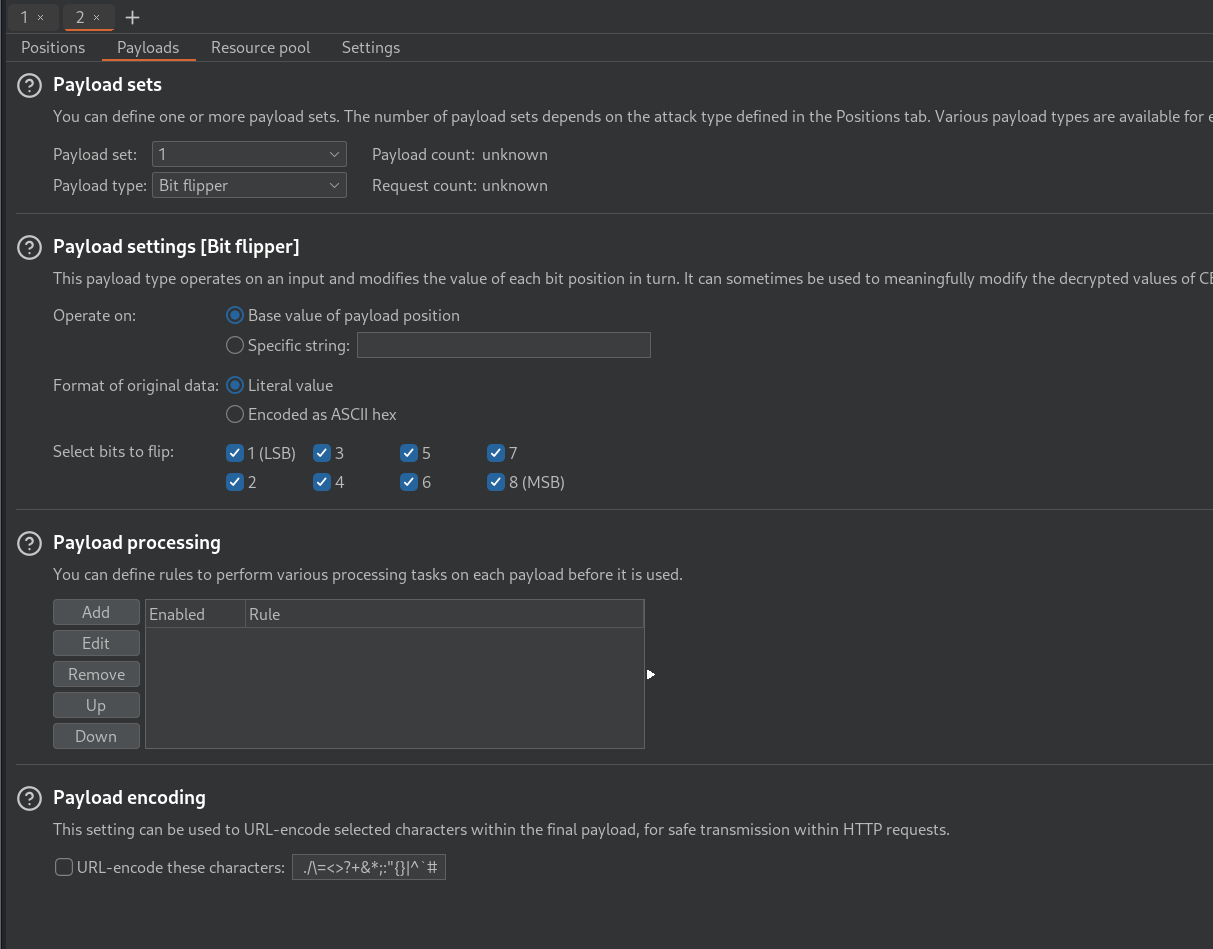 1 × 2 × +
Positions Payloads Resource pool Settings
? Payload sets
You can define one or more payload sets. The number of payload sets depends on the attack type defined in the Positions tab. Various payload types are available for e
Payload set: 1 Payload count: unknown
Payload type: Bit flipper Request count: unknown
? Payload settings [Bit flipper]
This payload type operates on an input and modifies the value of each bit position in turn. It can sometimes be used to meaningfully modify the decrypted values of CB
Operate on: Base value of payload position
Specific string:
Format of original data: Literal value
Encoded as ASCII hex
Select bits to flip: 1 (LSB) 3 5 7
2 4 6 8 (MSB)
? Payload processing
You can define rules to perform various processing tasks on each payload before it is used.
Add Enabled Rule
Edit
Remove
Up
Down
? Payload encoding
This setting can be used to URL-encode selected characters within the final payload, for safe transmission within HTTP requests.
URL-encode these characters: ./\=<>?+&*;:"{}|^`#